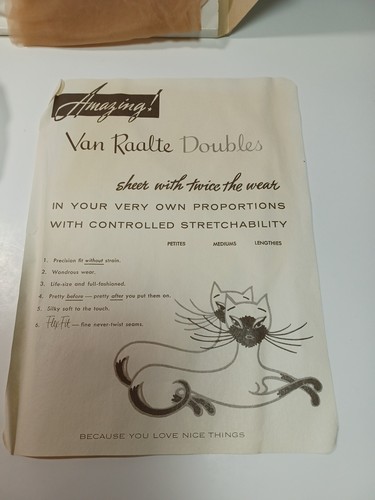 Amazing!
Van Raalte Doubles
sheer with twice the wear
IN YOUR VERY OWN PROPORTIONS
WITH CONTROLLED STRETCHABILITY
PETITES MEDIUMS LENGTHIES
1. Precision fit without strain.
2. Wondrous wear.
3. Life-size and full-fashioned.
4. Pretty before — pretty after you put them on.
5. Silky soft to the touch.
6. Flex Fit — fine never-twist seams.
BECAUSE YOU LOVE NICE THINGS